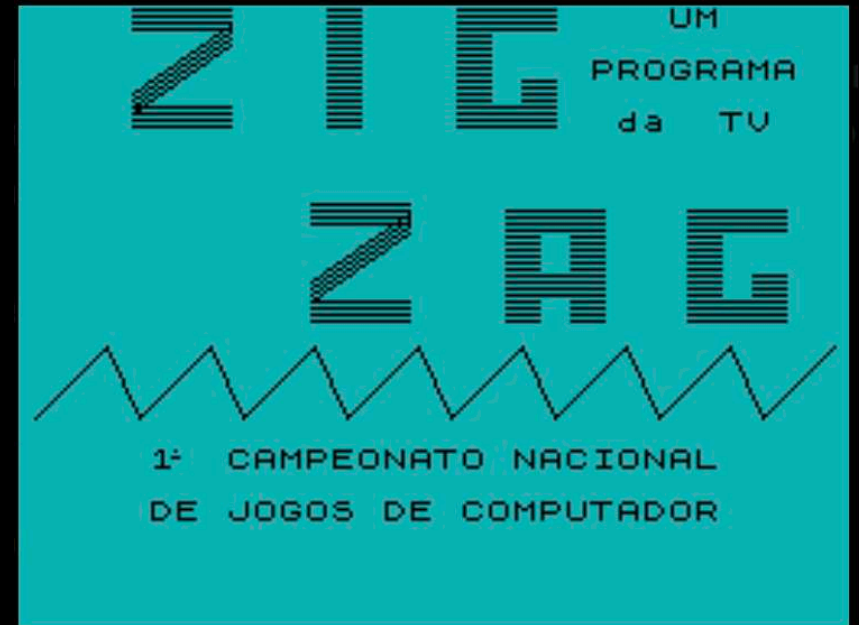 ZIG
UM
PROGRAMA
da TV
ZAG
1º CAMPEONATO NACIONAL
DE JOGOS DE COMPUTADOR